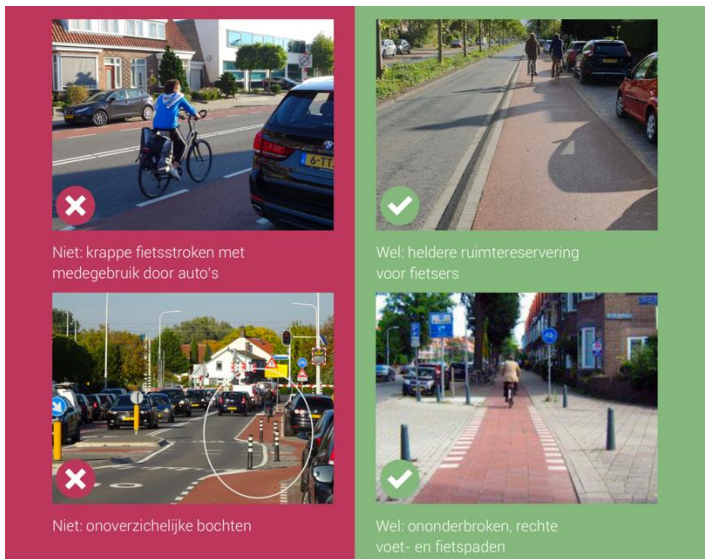 Niet: krappe fietsstroken met
medegebruik door auto's
Wel: heldere ruimtereservering
voor fietsers
Niet: onoverzichelijke bochten
Wel: ononderbroken, rechte
voet- en fietspaden